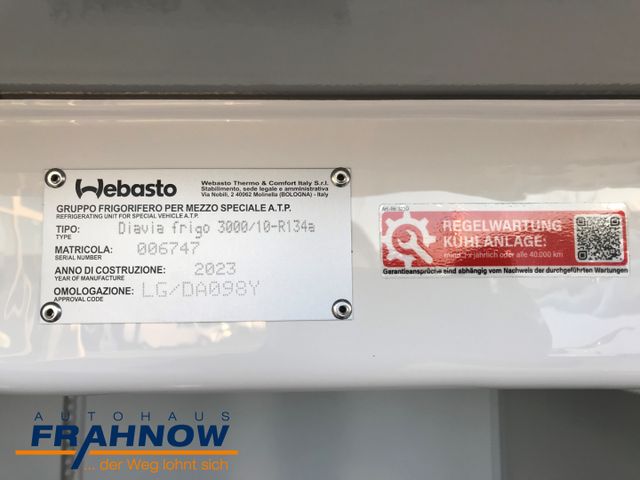 Webasto
Webasto Thermo & Comfort Italy S.r.l.
Stabilimento, sede legale e amministrativa
Via Nobili, 2 40062 Molinella (BOLOGNA) - Italy
GRUPPO FRIGORIFERO PER MEZZO SPECIALE A.T.P.
REFRIGERATING UNIT FOR SPECIAL VEHICLE A.T.P.
TIPO: Diavia frigo 3000/10-R134a
TYPE
MATRICOLA: 006747
SERIAL NUMBER
ANNO DI COSTRUZIONE: 2023
YEAR OF MANUFACTURE
OMOLOGAZIONE: LG/DA098Y
APPROVAL CODE
REGELWARTUNG
KÜHLANLAGE:
mind. 1x jährlich oder alle 40.000 km
Garantieansprüche sind abhängig vom Nachweis der durchgeführten Wartungen
AUTOHAUS
FRAHNOW
... der Weg lohnt sich